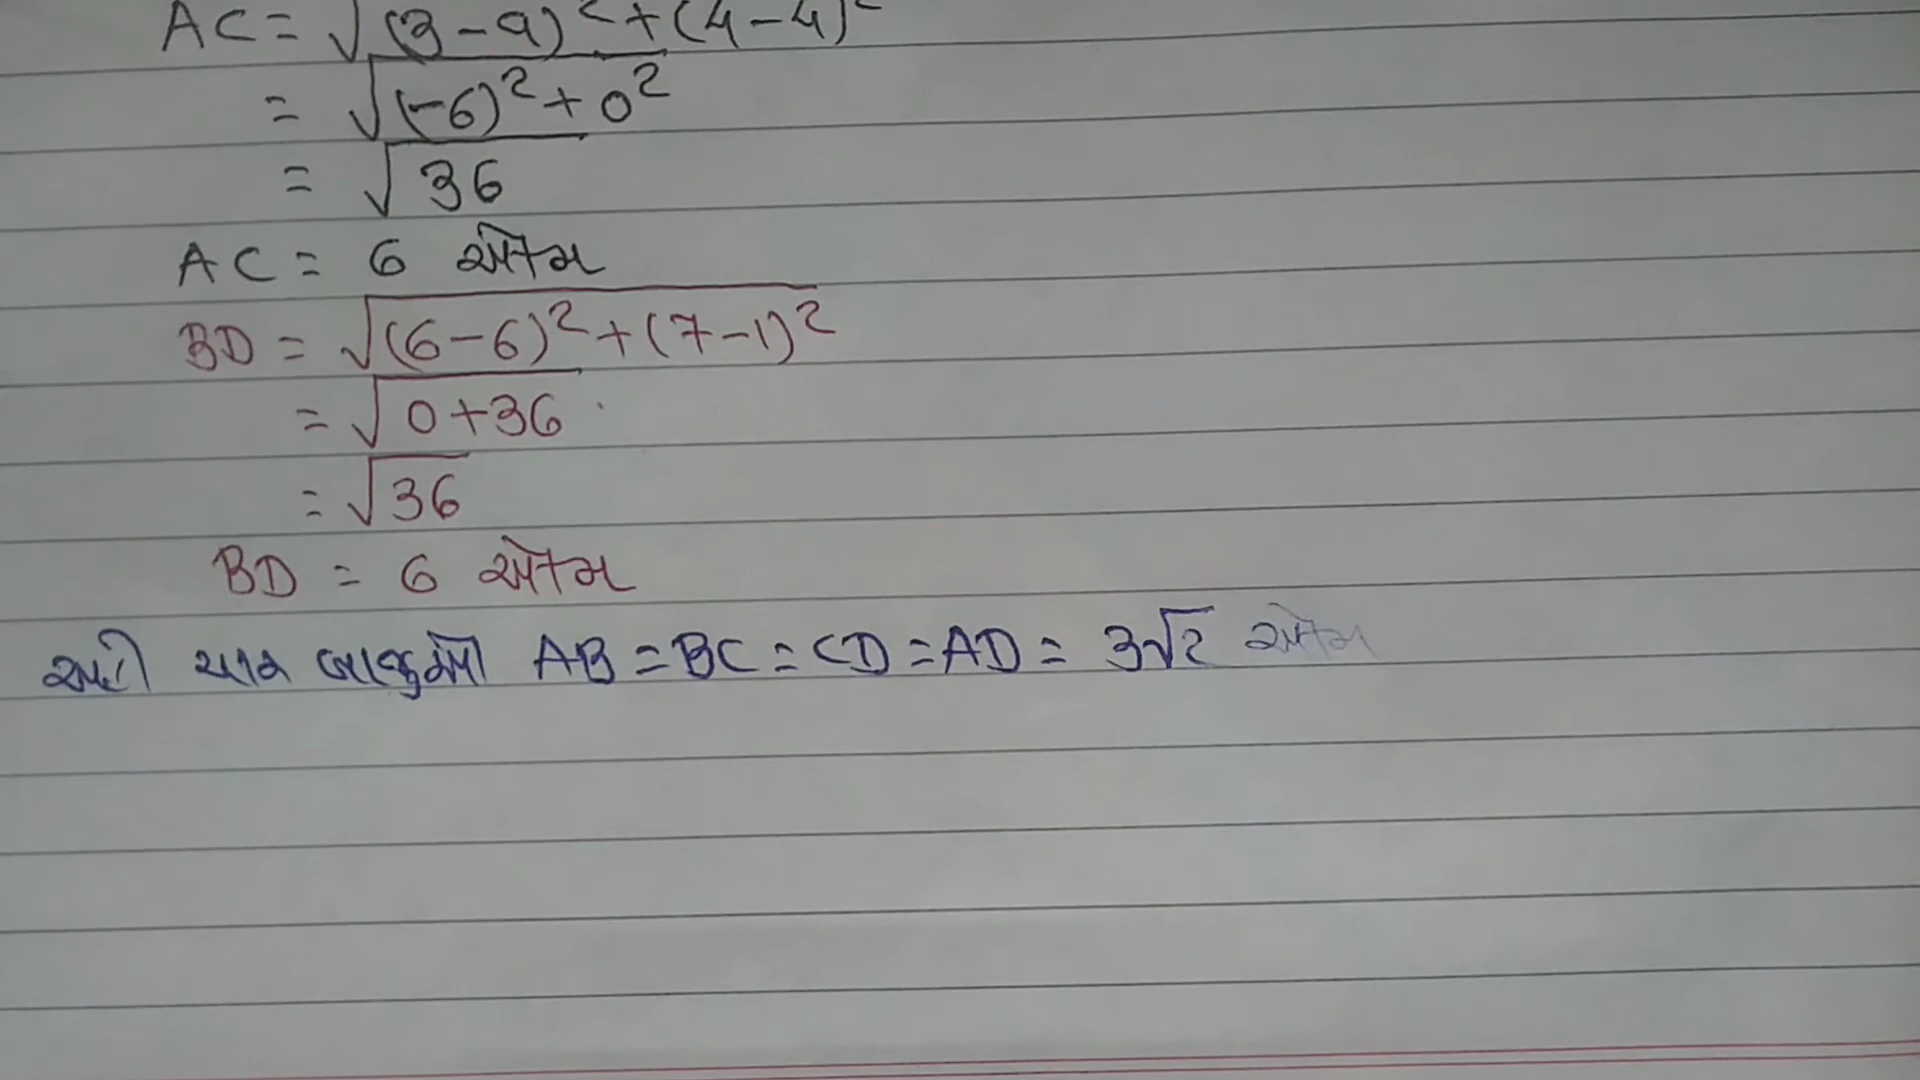 AC = √(3-9)² + (4-4)²
= √(-6)² + 0²
= √36
AC = 6 એકમ
BD = √(6-6)² + (7-1)²
= √0+36
= √36
BD = 6 એકમ
અહીં ચાર બાજુઓ AB = BC = CD = AD = 3√2 એકમ